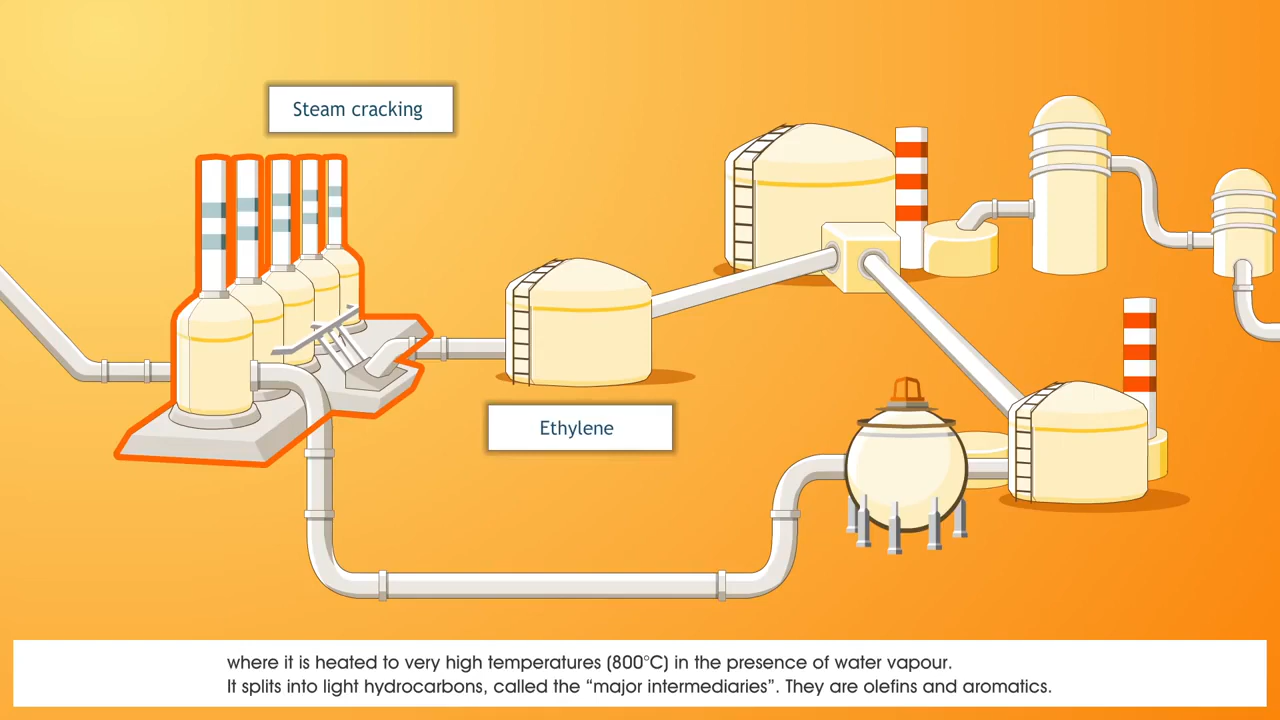 Steam cracking
Ethylene
where it is heated to very high temperatures (800°C) in the presence of water vapour.
It splits into light hydrocarbons, called the “major intermediaries”. They are olefins and aromatics.